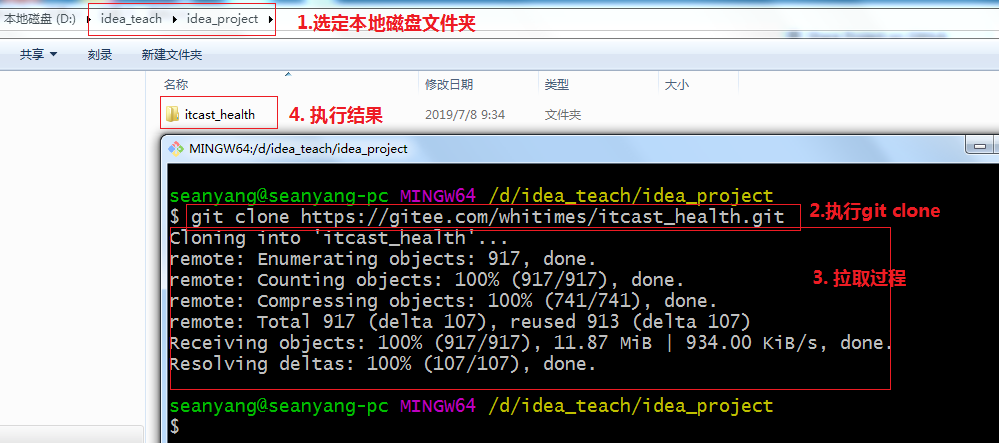 本地磁盘 (D:) ▸ idea_teach ▸ idea_project ▸
1.选定本地磁盘文件夹
共享 ▼ 刻录 新建文件夹
名称 修改日期 类型 大小
itcast_health 2019/7/8 9:34 文件夹
4. 执行结果
MINGW64:/d/idea_teach/idea_project
seanyang@seanyang-pc MINGW64 /d/idea_teach/idea_project
$ git clone https://gitee.com/whitimes/itcast_health.git
2.执行git clone
Cloning into 'itcast_health'...
remote: Enumerating objects: 917, done.
remote: Counting objects: 100% (917/917), done.
3. 拉取过程
remote: Compressing objects: 100% (741/741), done.
remote: Total 917 (delta 107), reused 913 (delta 107)
Receiving objects: 100% (917/917), 11.87 MiB | 934.00 KiB/s, done.
Resolving deltas: 100% (107/107), done.
seanyang@seanyang-pc MINGW64 /d/idea_teach/idea_project
$